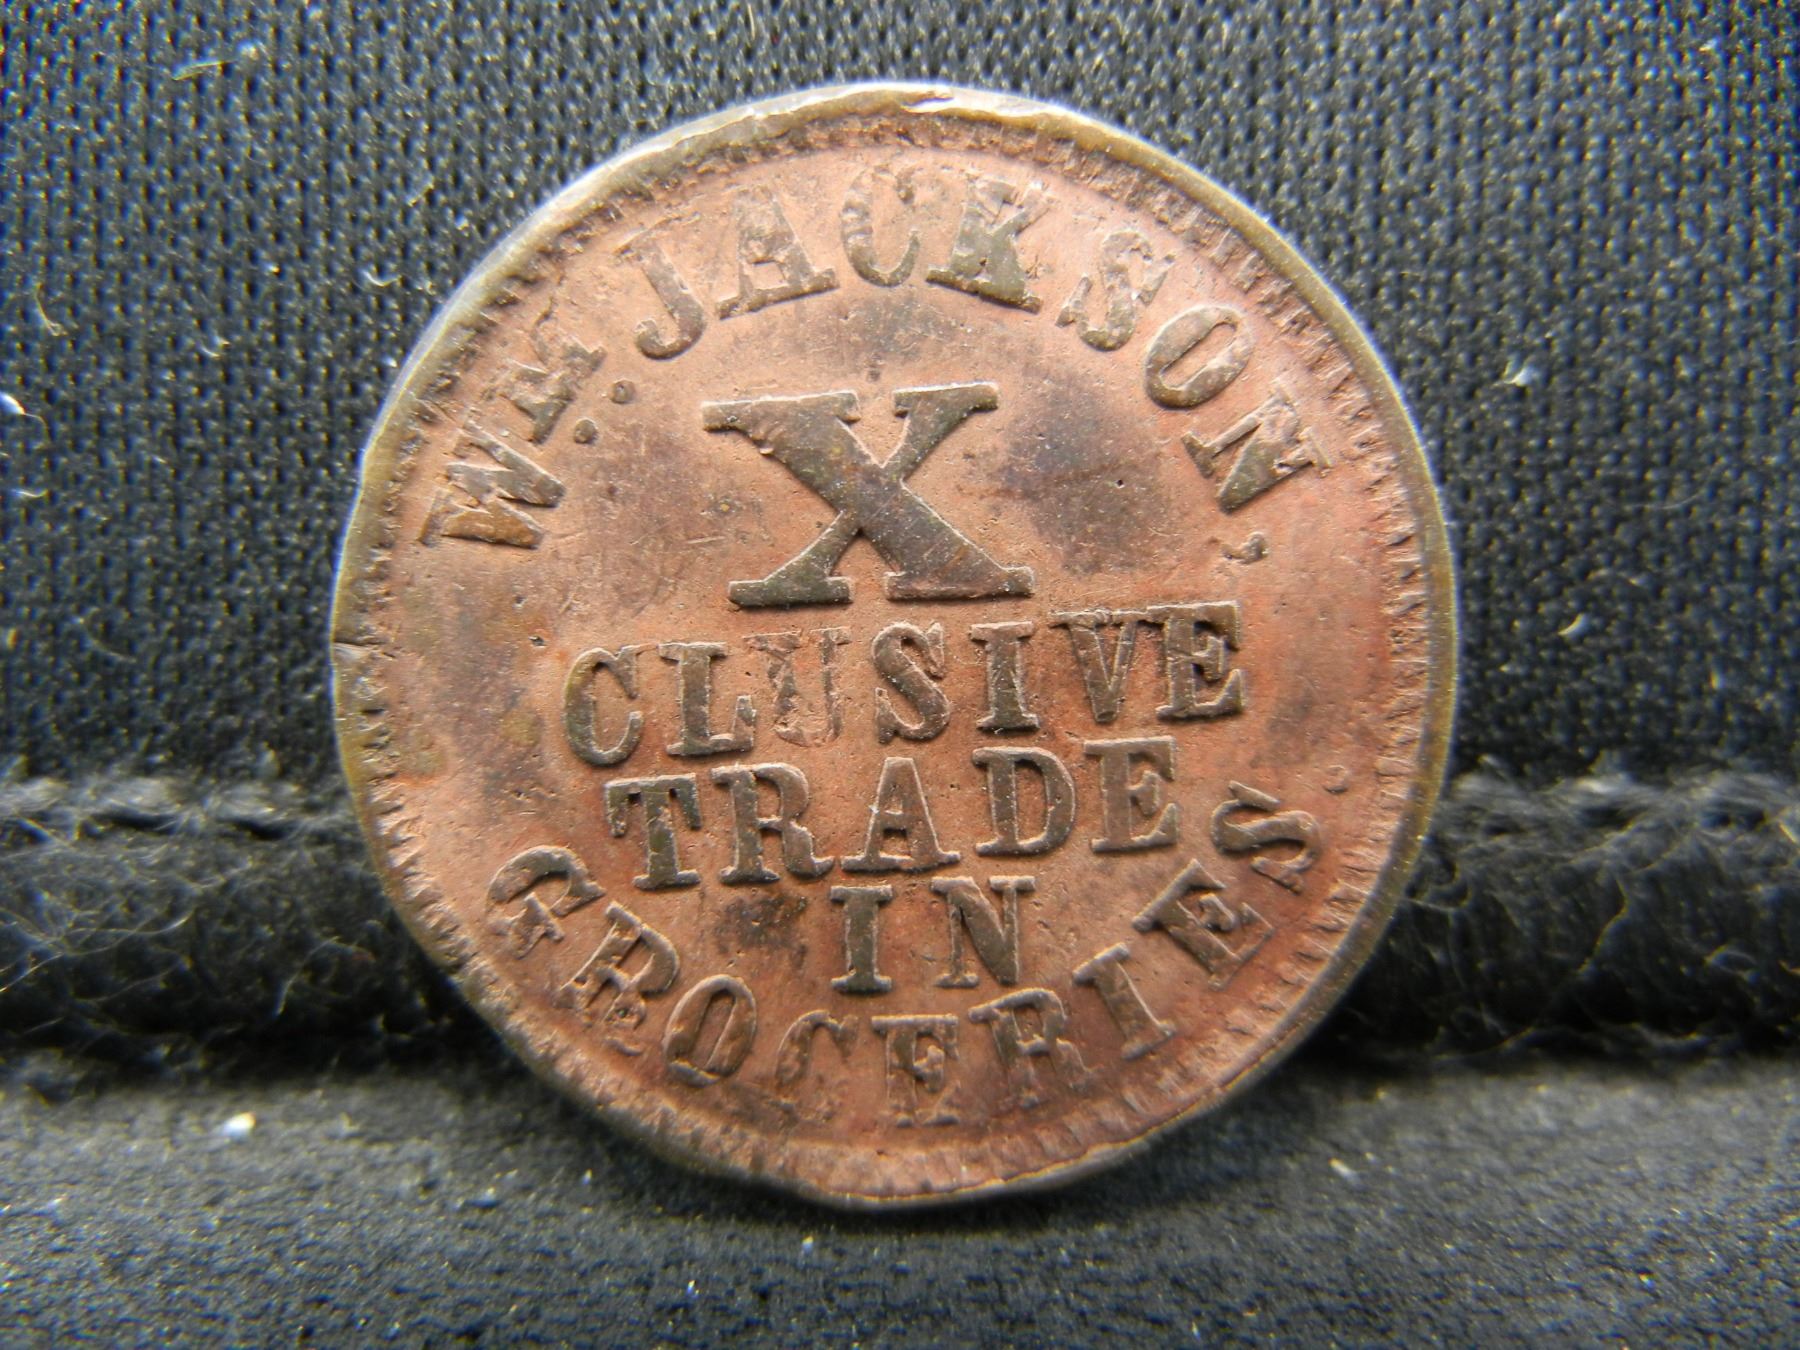 Wm. JACKSON,
X
CLUSIVE
TRADE
IN
GROCERIES.